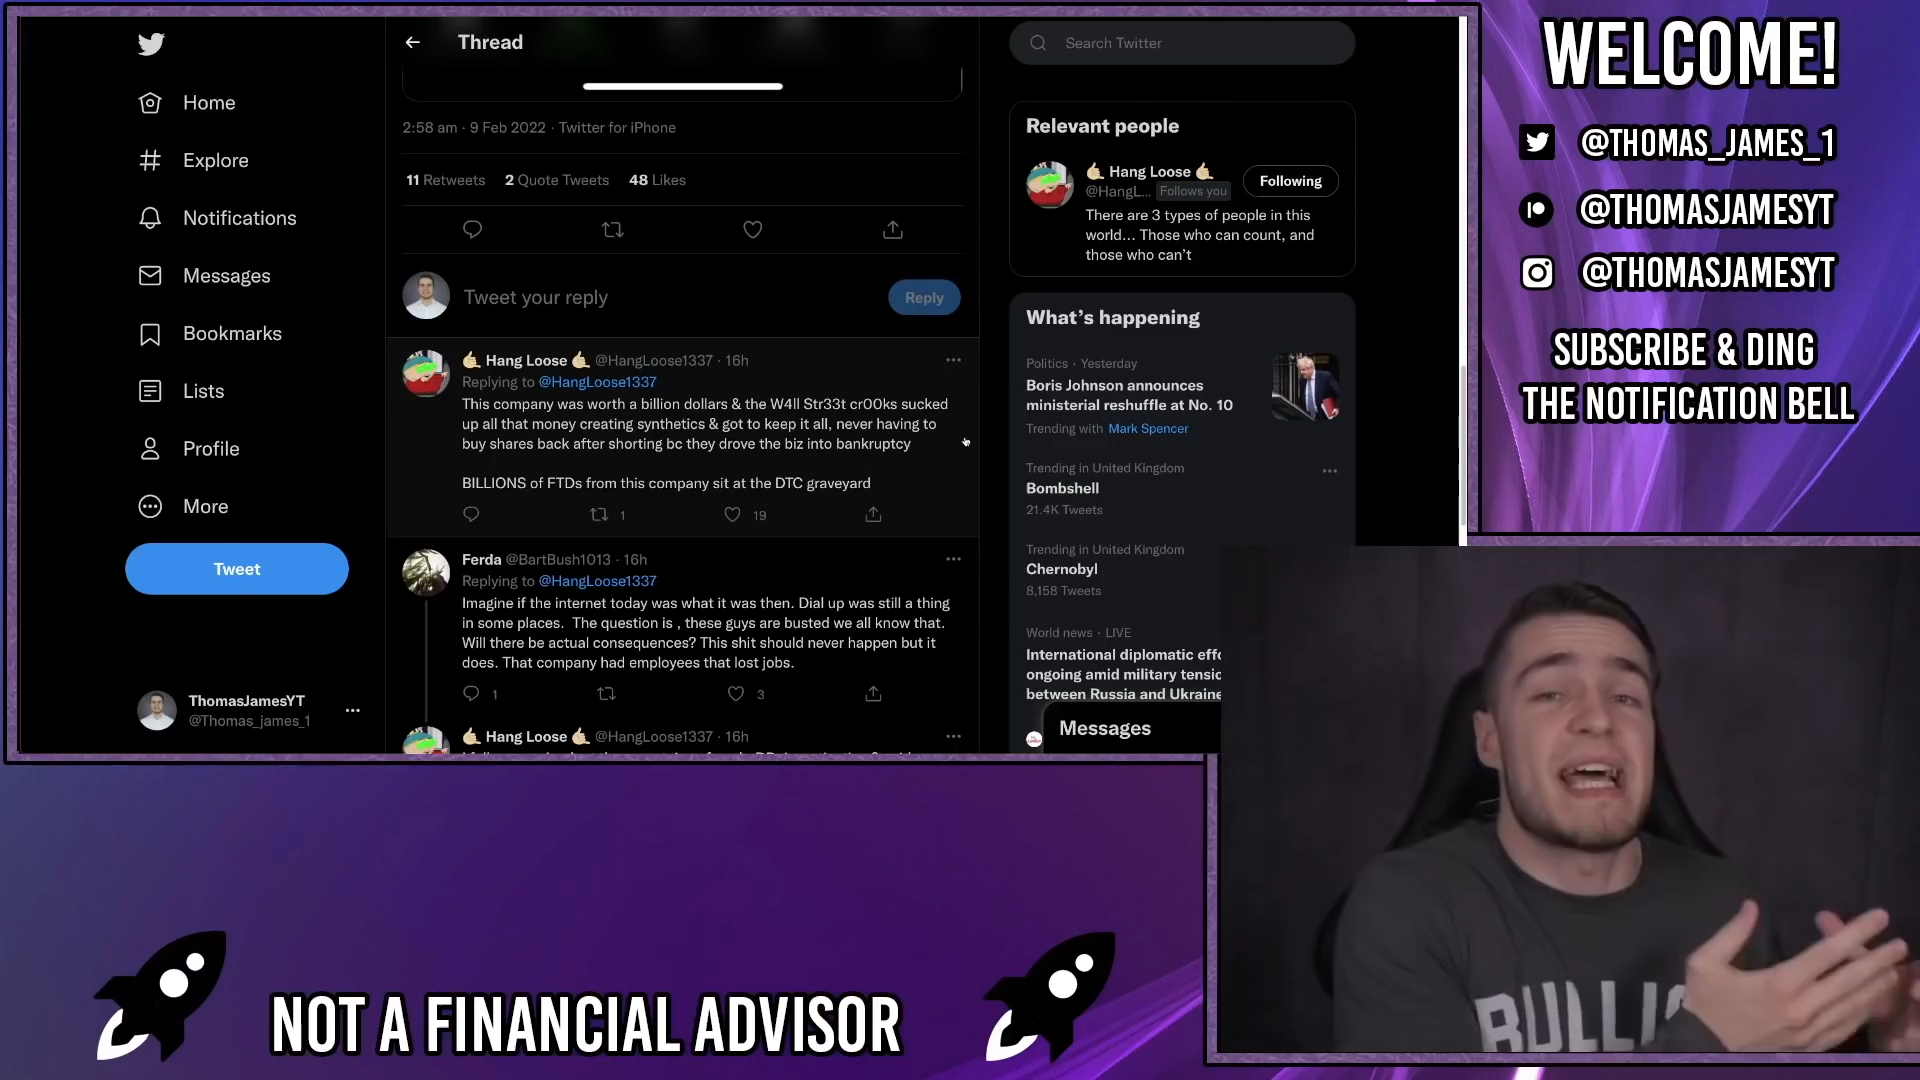 Home
Explore
Notifications
Messages
Bookmarks
Lists
Profile
More
Tweet
ThomasJamesYT
@Thomas_james_1
Thread
2:58 am · 9 Feb 2022 · Twitter for iPhone
11 Retweets 2 Quote Tweets 48 Likes
Tweet your reply
Reply
Hang Loose @HangLoose1337 · 16h
Replying to @HangLoose1337
This company was worth a billion dollars & the W4ll Str33t cr00ks sucked
up all that money creating synthetics & got to keep it all, never having to
buy shares back after shorting bc they drove the biz into bankruptcy
BILLIONS of FTDs from this company sit at the DTC graveyard
1 19
Ferda @BartBush1013 · 16h
Replying to @HangLoose1337
Imagine if the internet today was what it was then. Dial up was still a thing
in some places. The question is , these guys are busted we all know that.
Will there be actual consequences? This shit should never happen but it
does. That company had employees that lost jobs.
1 3
Hang Loose @HangLoose1337 · 16h
Search Twitter
Relevant people
Hang Loose
@HangL... Follows you
Following
There are 3 types of people in this
world... Those who can count, and
those who can't
What's happening
Politics · Yesterday
Boris Johnson announces
ministerial reshuffle at No. 10
Trending with Mark Spencer
Trending in United Kingdom
Bombshell
21.4K Tweets
Trending in United Kingdom
Chernobyl
8,158 Tweets
World news · LIVE
International diplomatic
ongoing amid military
between Russia and Ukraine
Messages
WELCOME!
@THOMAS_JAMES_1
@THOMASJAMESYT
@THOMASJAMESYT
SUBSCRIBE & DING
THE NOTIFICATION BELL
NOT A FINANCIAL ADVISOR